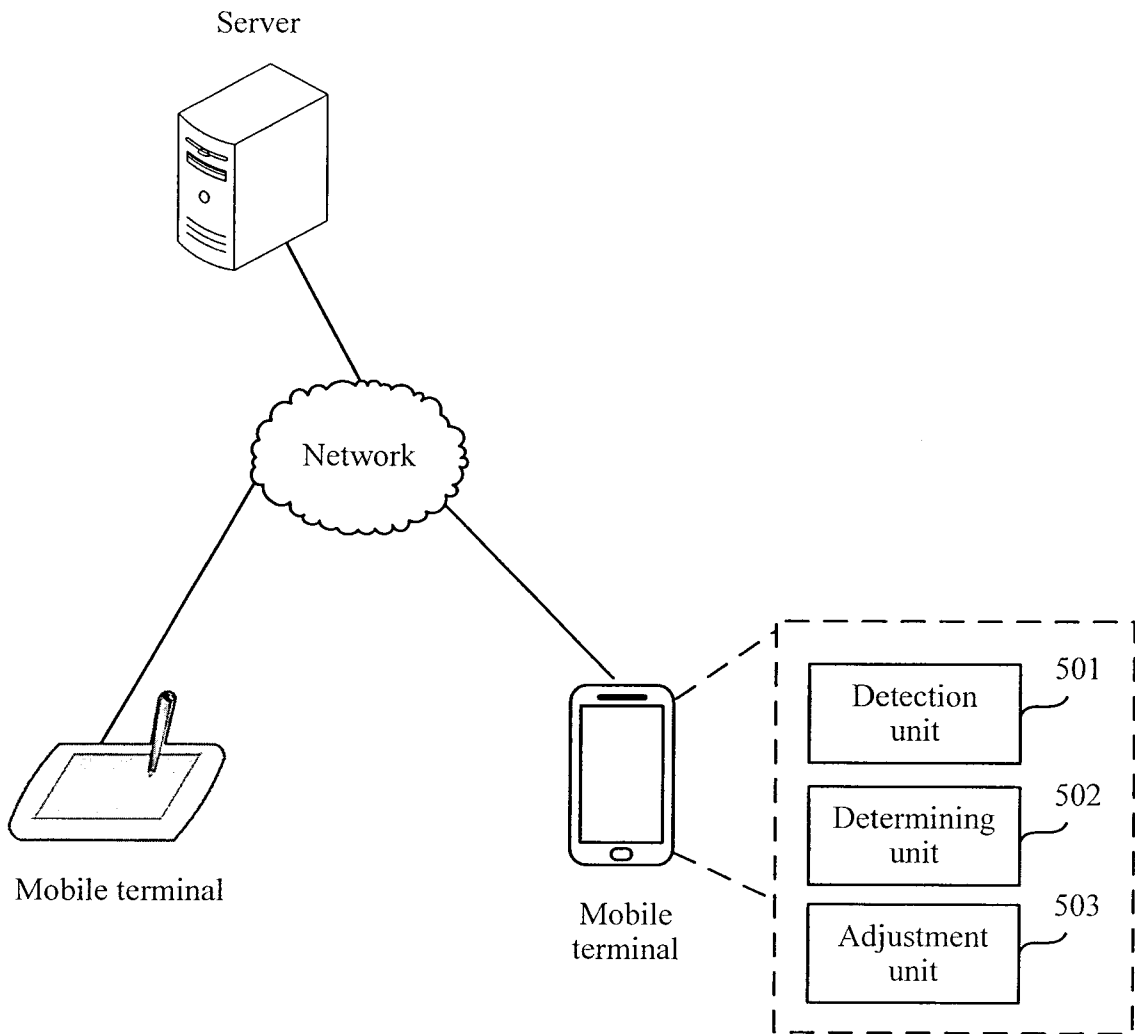 Server
Network
Mobile terminal
Mobile
terminal
Detection
unit
501
Determining
unit
502
Adjustment
unit
503